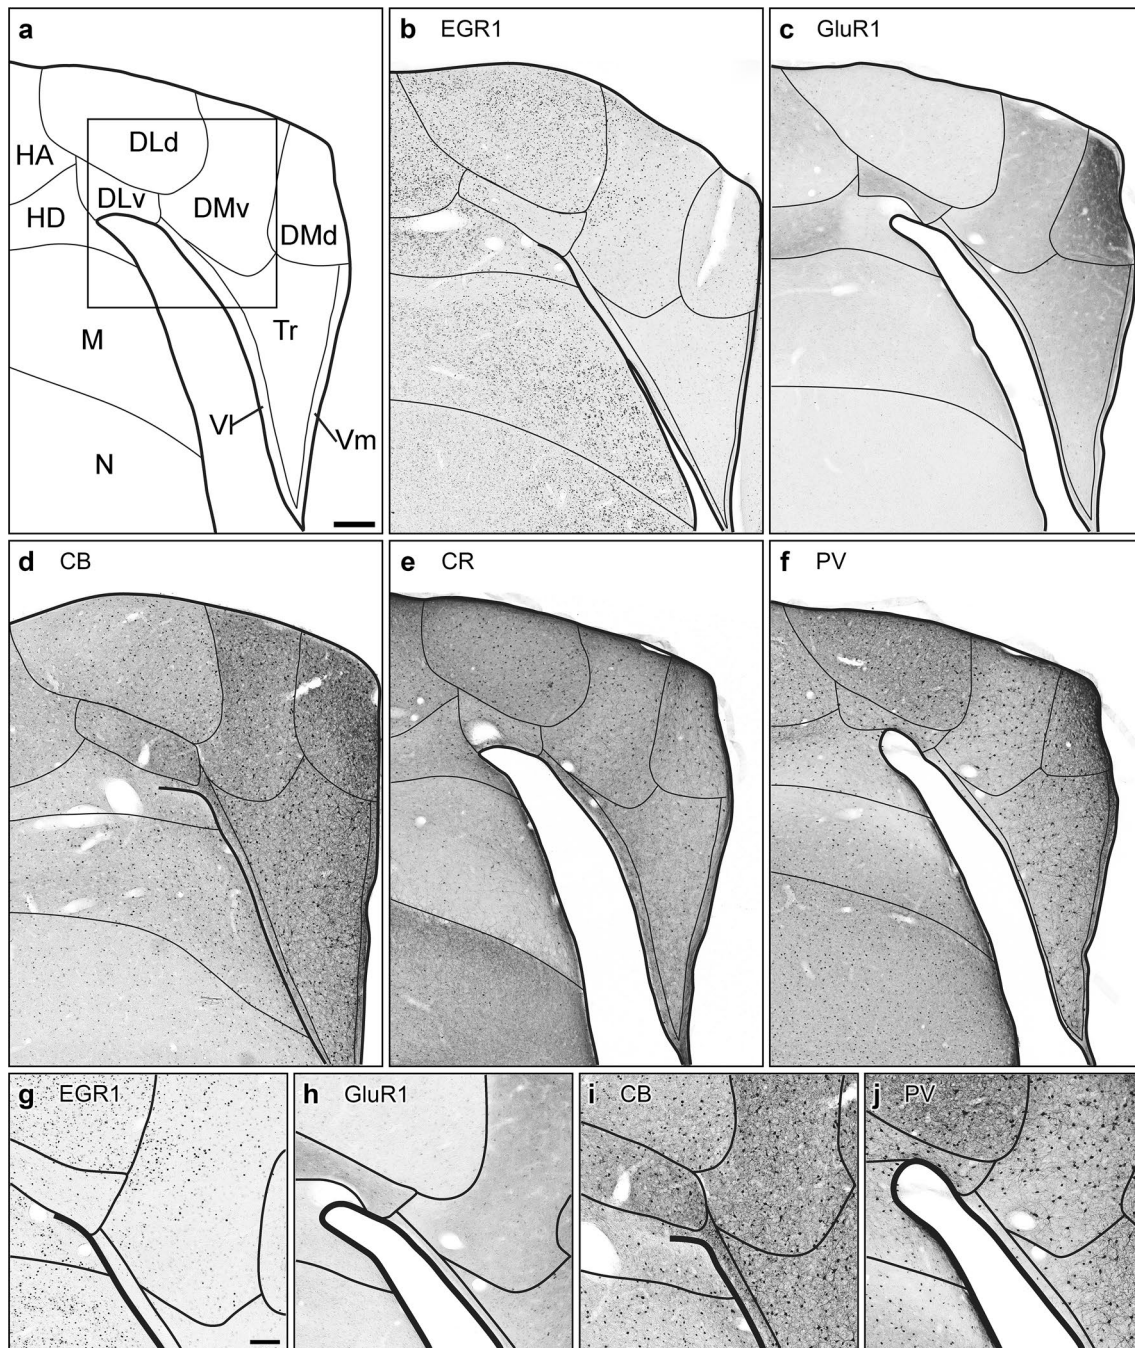 a
HA
DLd
HD
DLv
DMv
DMd
M
Tr
Vl
Vm
N
b EGR1
c GluR1
d CB
e CR
f PV
g EGR1
h GluR1
i CB
j PV